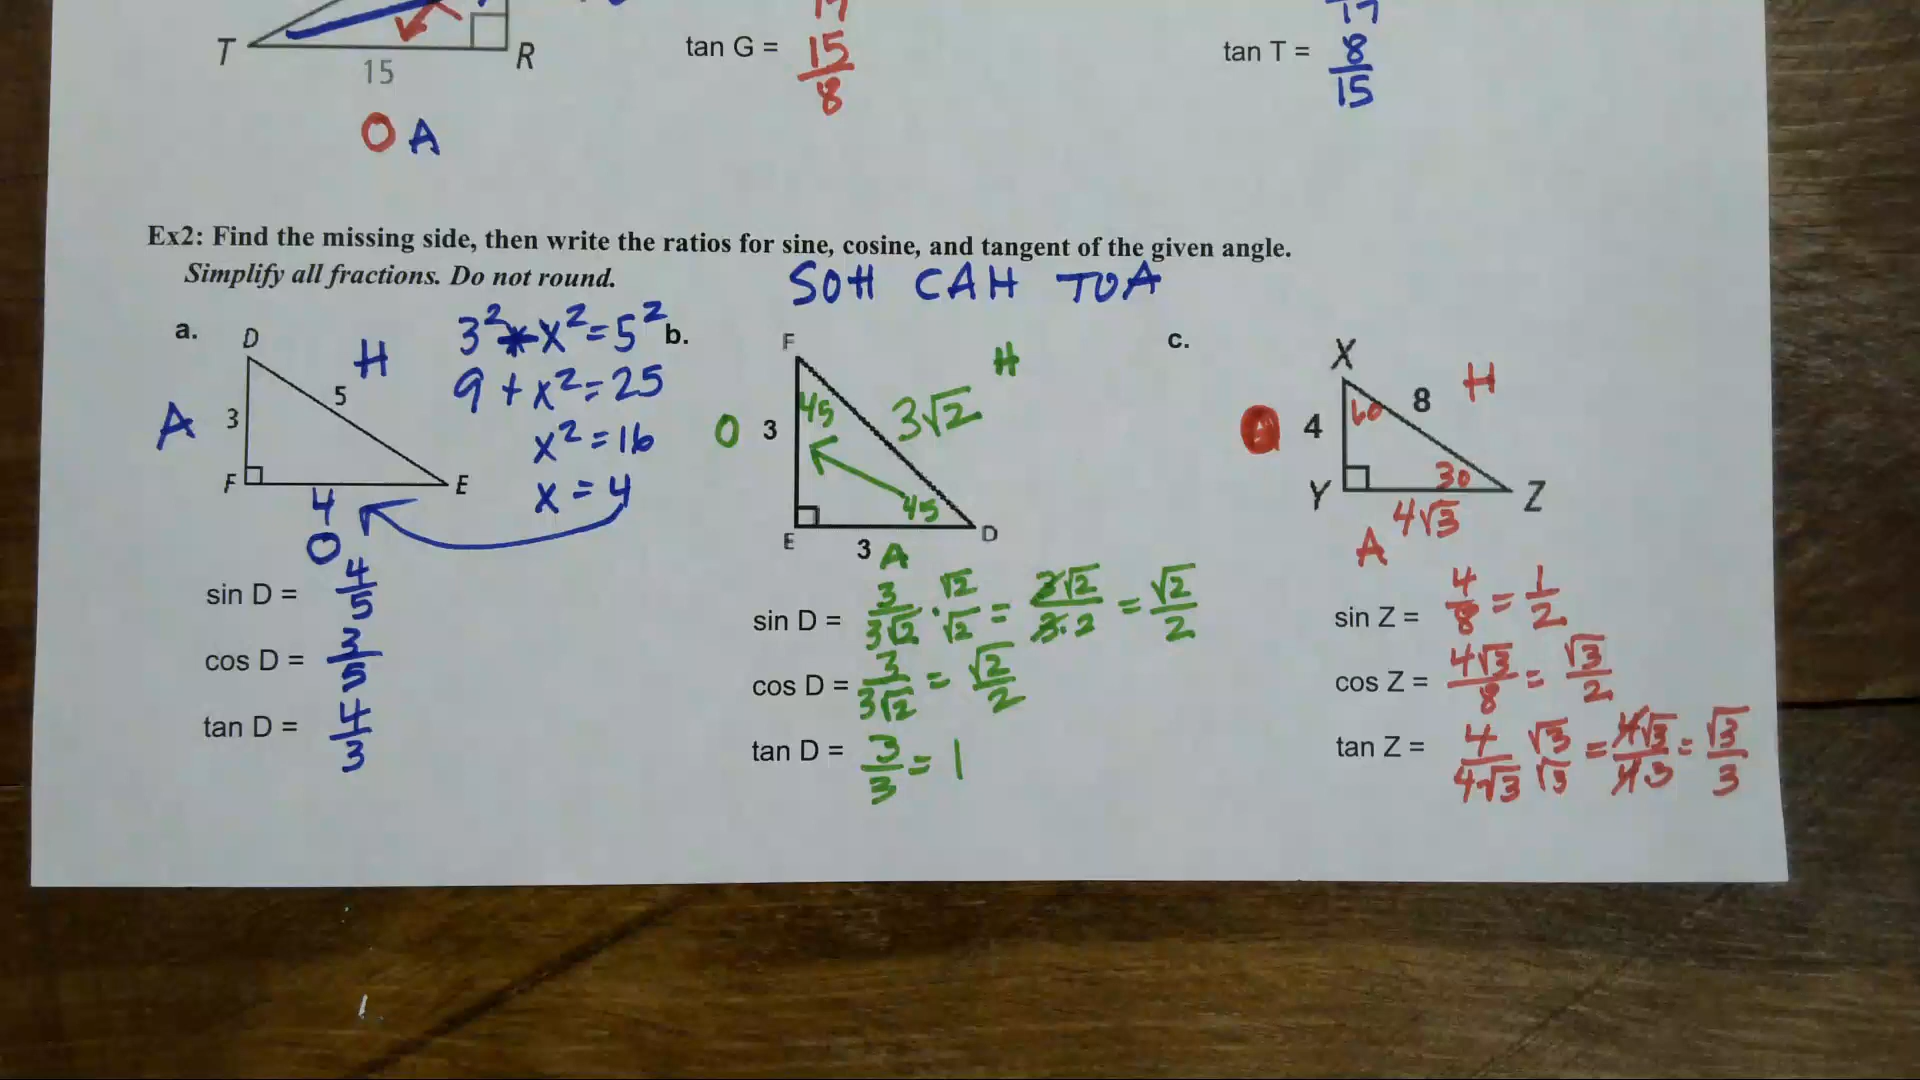 T
15
R
O A
tan G = 15/8
tan T = 8/15
Ex2: Find the missing side, then write the ratios for sine, cosine, and tangent of the given angle.
Simplify all fractions. Do not round.
SOH CAH TOA
a.
D
H
5
A
3
F
E
4
O
3²+x²=5²
9+x²=25
x²=16
x=4
sin D = 4/5
cos D = 3/5
tan D = 4/3
b.
F
H
45
O
3
3√2
45
E
D
3 A
sin D = 3/3√2 · √2/√2 = 3√2/3·2 = √2/2
cos D = 3/3√2 = √2/2
tan D = 3/3 = 1
c.
X
H
8
60
4
30
Y
Z
4√3
A
sin Z = 4/8 = 1/2
cos Z = 4√3/8 = √3/2
tan Z = 4/4√3 √3/√3 = 4√3/4·3 = √3/3